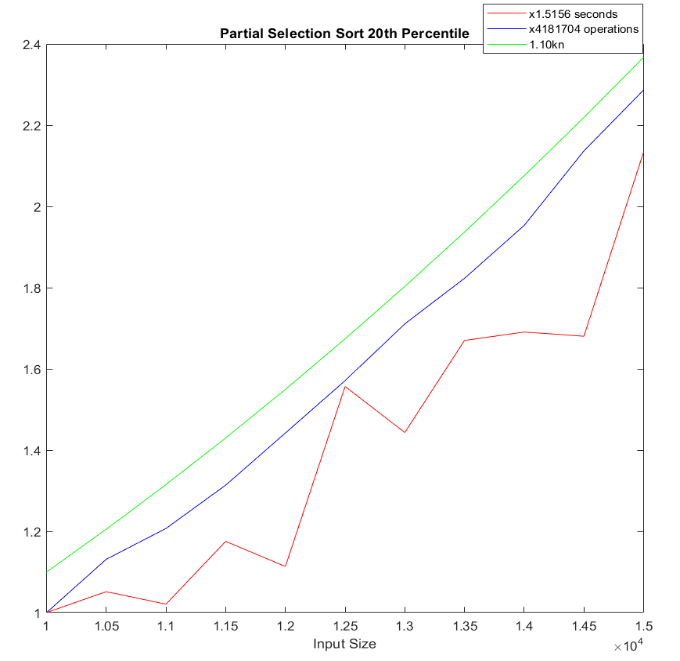 x1.5156 seconds
x4181704 operations
1.10kn
Partial Selection Sort 20th Percentile
2.4
2.2
2
1.8
1.6
1.4
1.2
1
1 1.05 1.1 1.15 1.2 1.25 1.3 1.35 1.4 1.45 1.5
Input Size
×10⁴